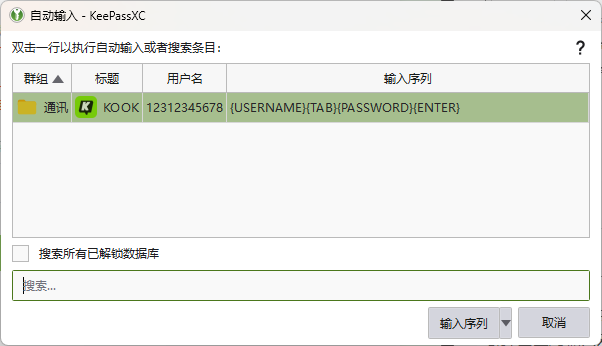 自动输入 - KeePassXC
双击一行以执行自动输入或者搜索条目：
?
群组 标题 用户名 输入序列
通讯 KOOK 12312345678 {USERNAME}{TAB}{PASSWORD}{ENTER}
搜索所有已解锁数据库
搜索...
输入序列 取消